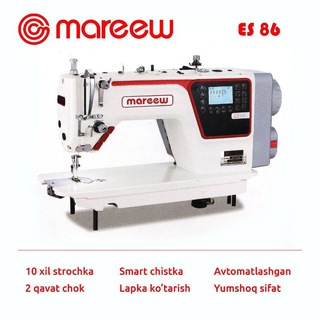 mareew ES 86
mareew
10 xil strochka Smart chistka Avtomatlashgan
2 qavat chok Lapka ko'tarish Yumshoq sifat